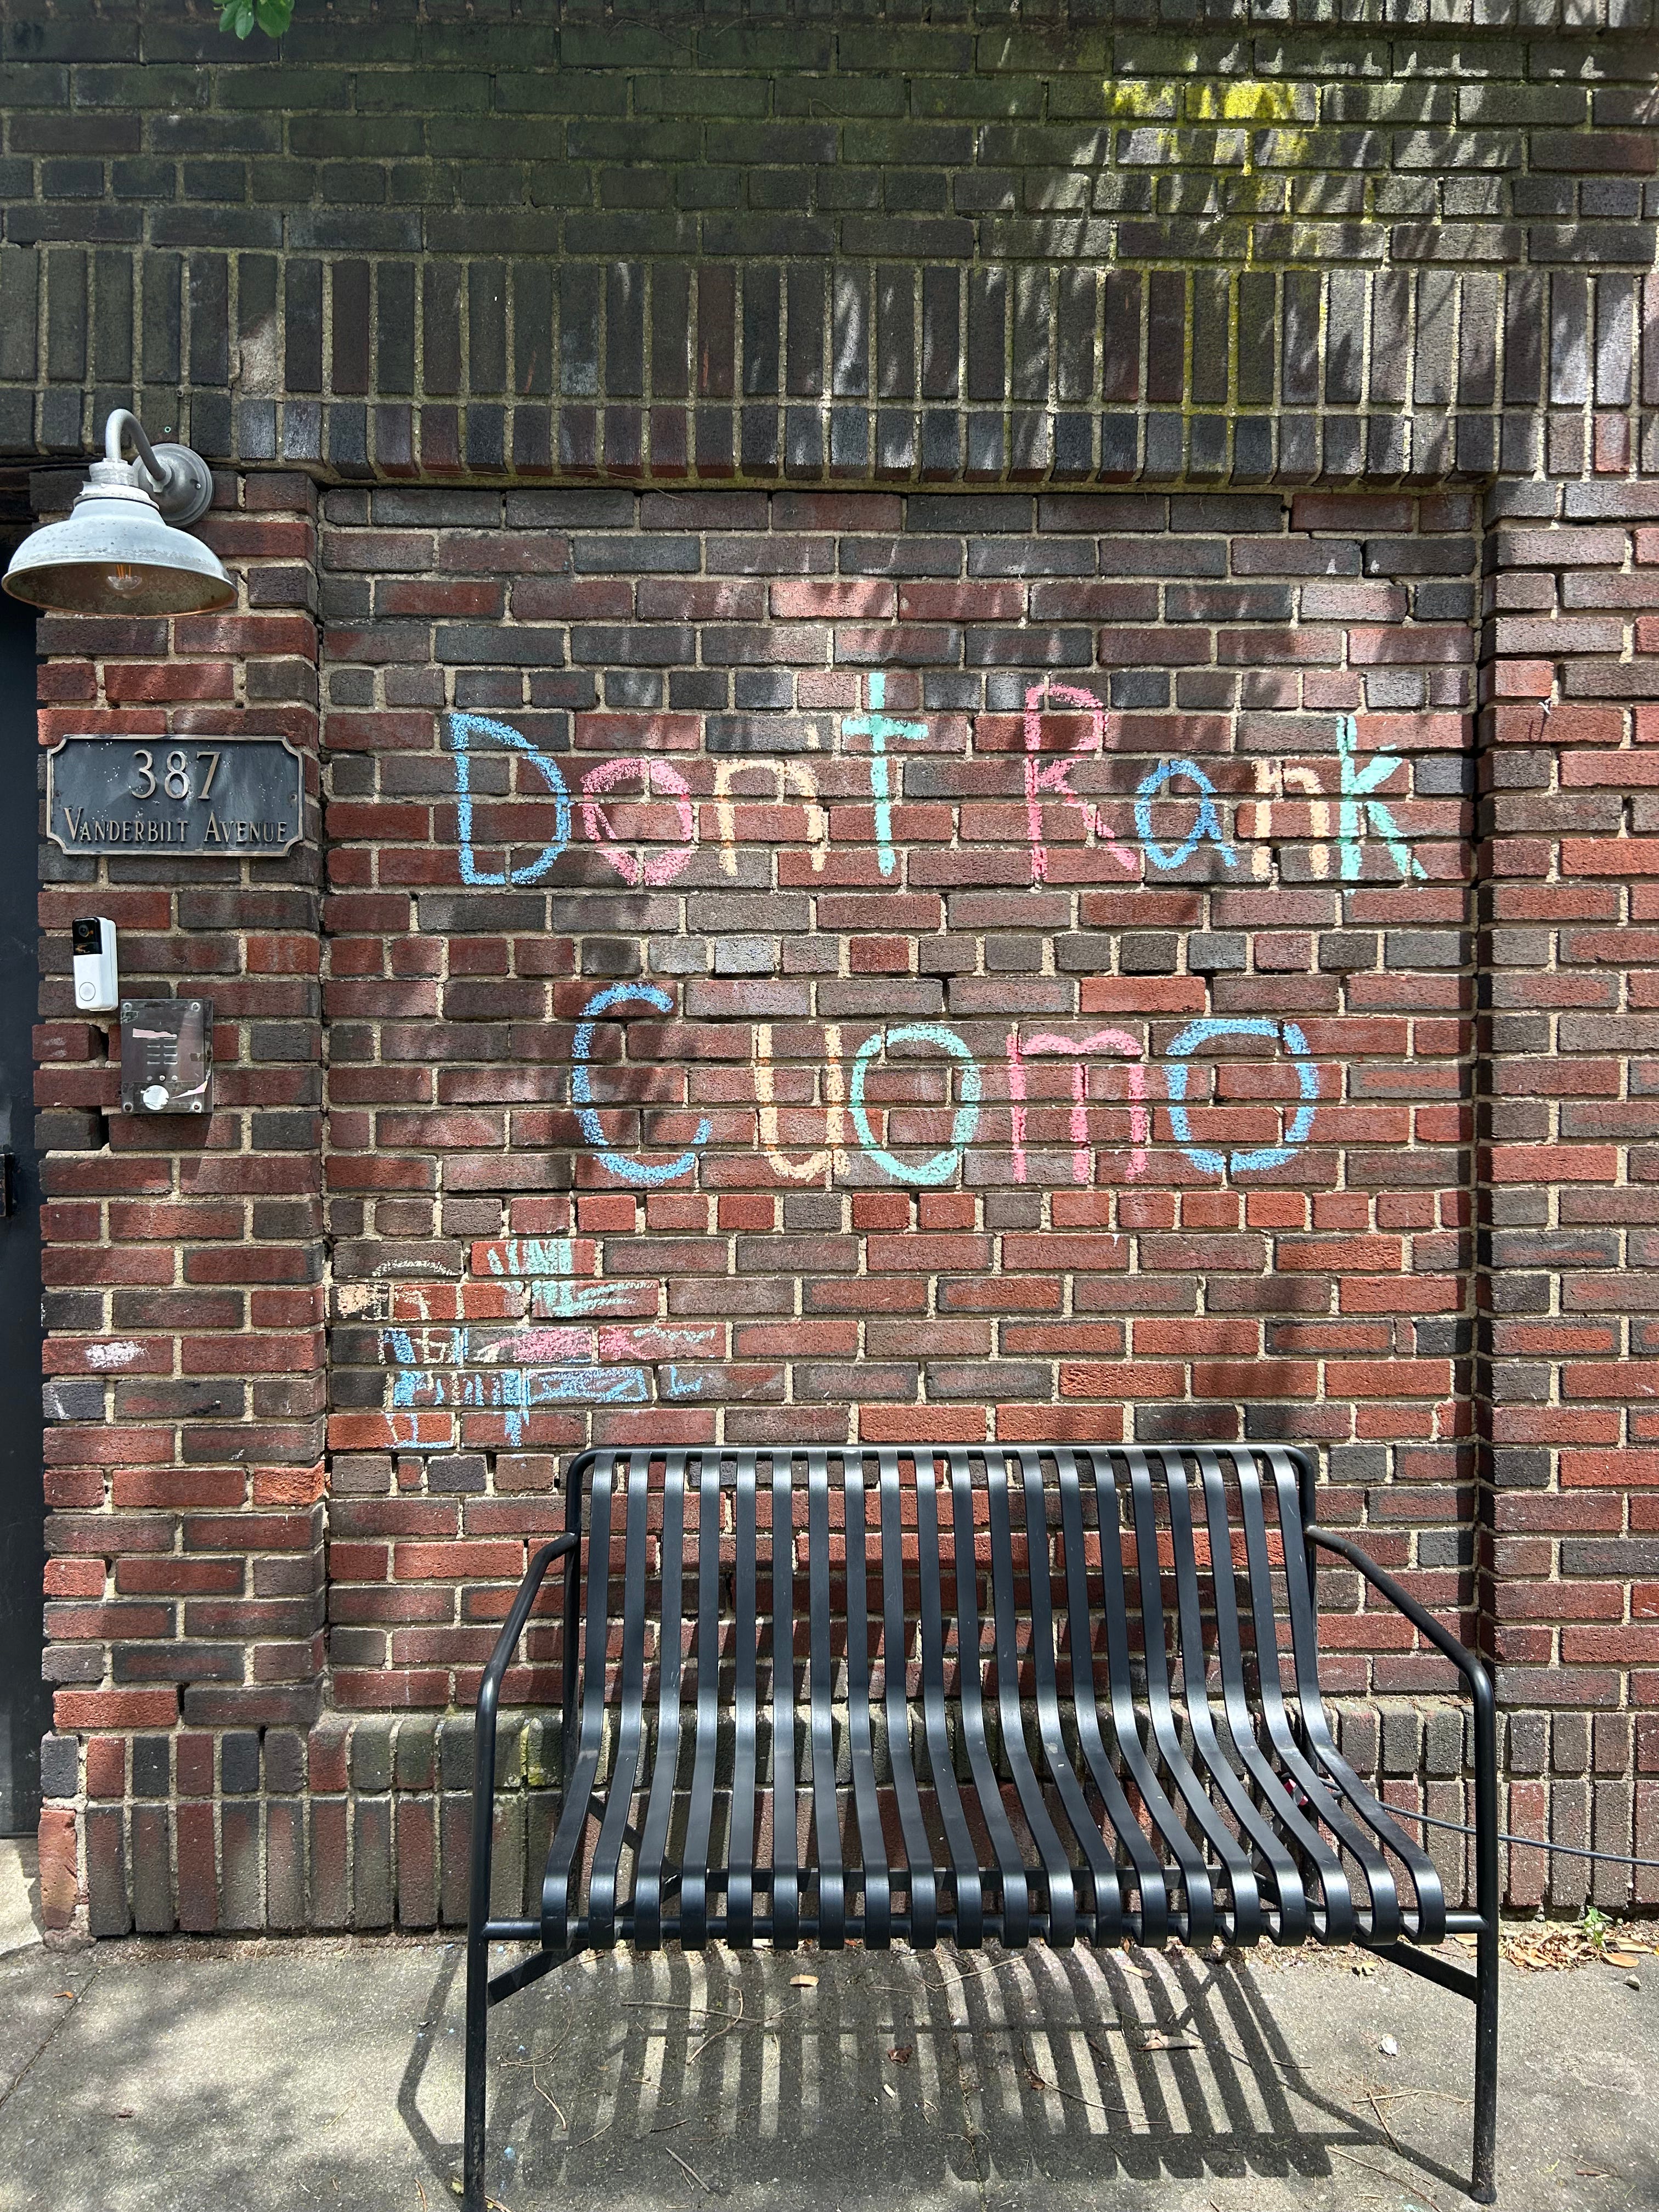 387
VANDERBILT AVENUE
Dont Rank
Cuomo